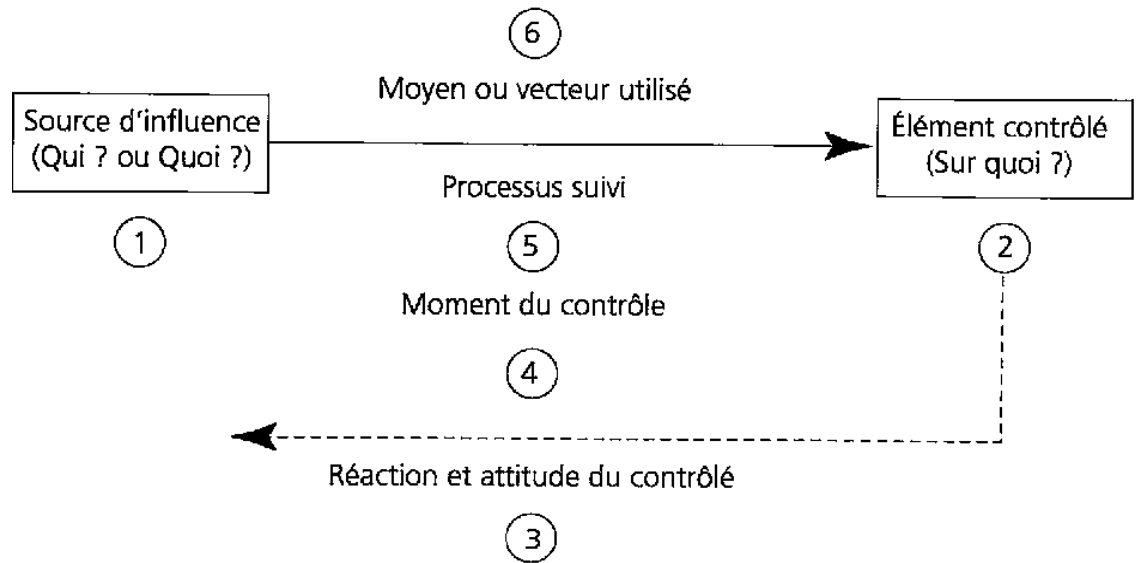 6
Moyen ou vecteur utilisé
Source d'influence
(Qui ? ou Quoi ?)
Élément contrôlé
(Sur quoi ?)
Processus suivi
1
5
2
Moment du contrôle
4
Réaction et attitude du contrôlé
3